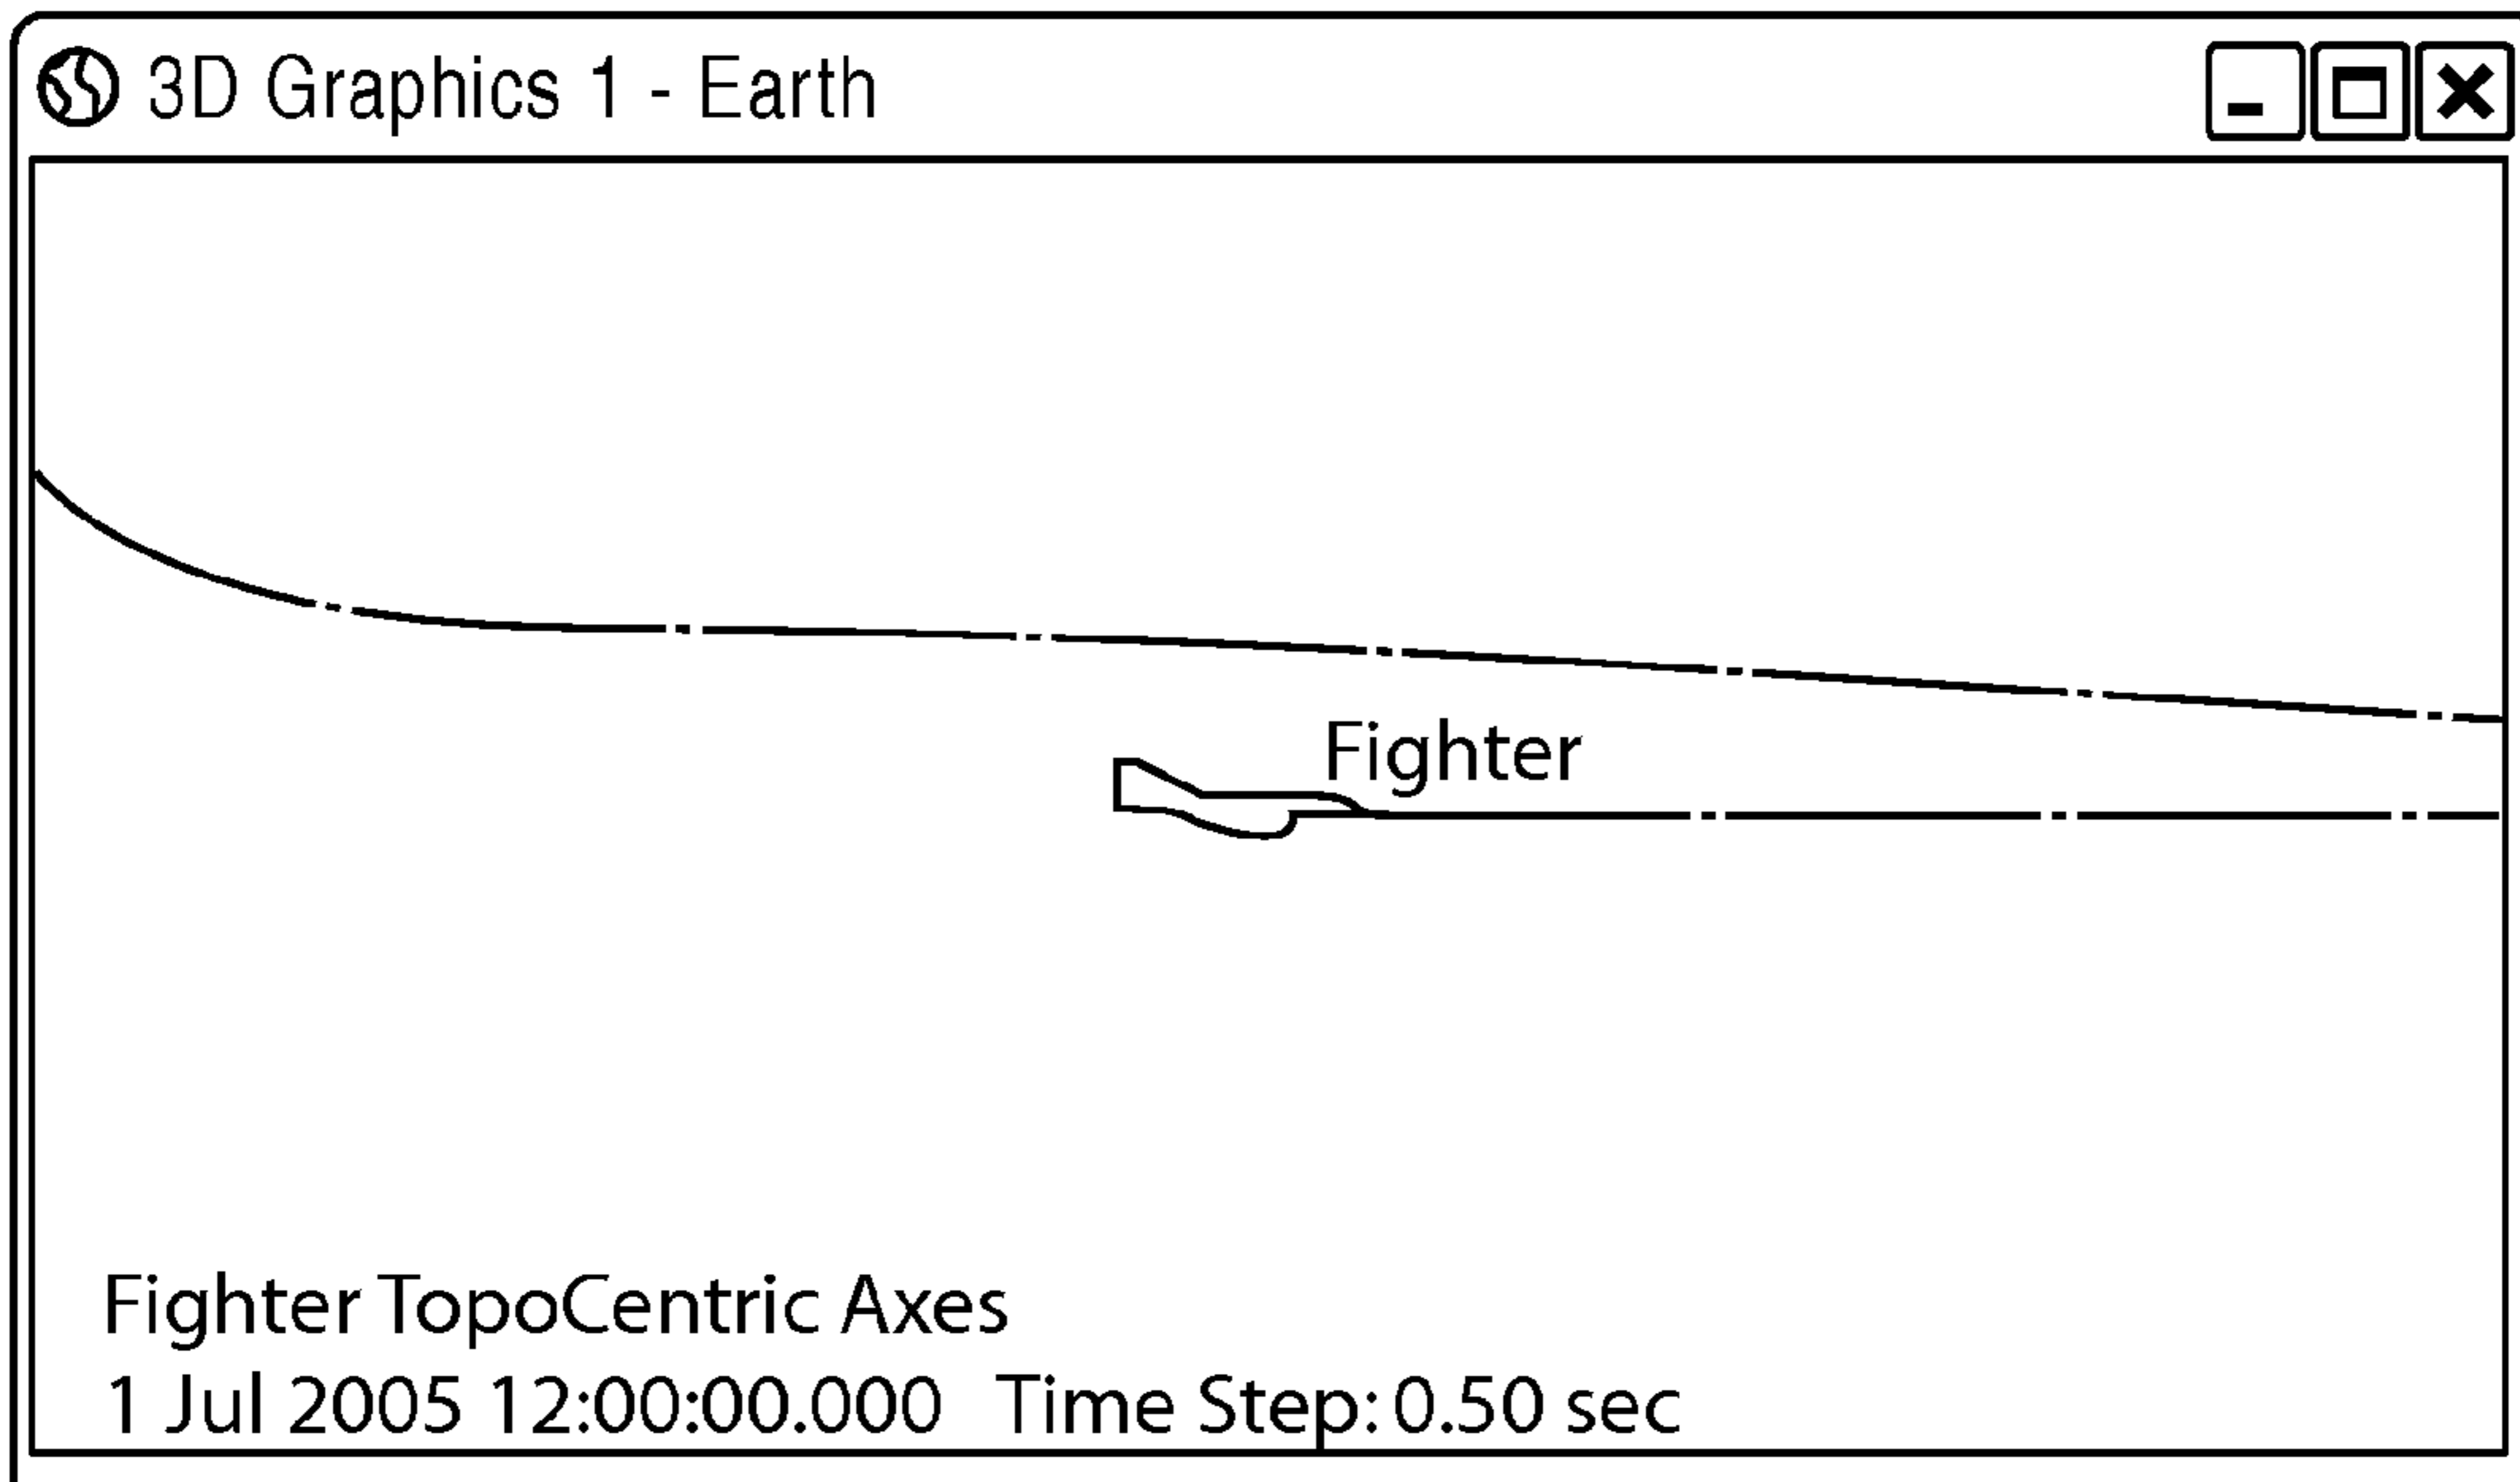 3D Graphics 1 - Earth
Fighter
Fighter TopoCentric Axes
1 Jul 2005 12:00:00.000 Time Step: 0.50 sec